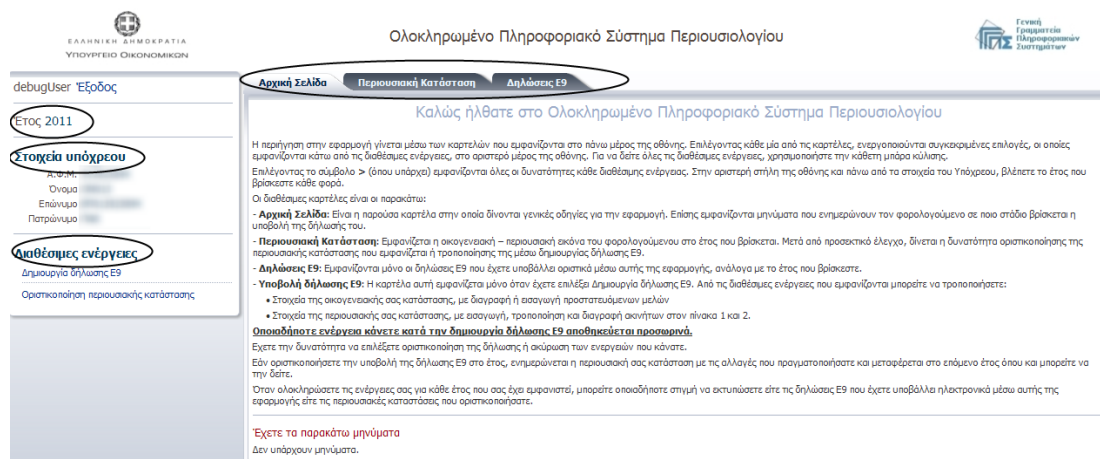 ΕΛΛΗΝΙΚΗ ΔΗΜΟΚΡΑΤΙΑ
ΥΠΟΥΡΓΕΙΟ ΟΙΚΟΝΟΜΙΚΩΝ
Ολοκληρωμένο Πληροφοριακό Σύστημα Περιουσιολογίου
Γενική
Γραμματεία
Πληροφοριακών
Συστημάτων
ΓΓΠΣ
debugUser Έξοδος
Ετος 2011
Στοιχεία υπόχρεου
Α.Φ.Μ.
Όνομα
Επώνυμο
Πατρώνυμο
Διαθέσιμες ενέργειες
Δημιουργία δήλωσης Ε9
Οριστικοποίηση περιουσιακής κατάστασης
Αρχική Σελίδα Περιουσιακή Κατάσταση Δηλώσεις Ε9
Καλώς ήλθατε στο Ολοκληρωμένο Πληροφοριακό Σύστημα Περιουσιολογίου
Η περιήγηση στην εφαρμογή γίνεται μέσω των καρτελών που εμφανίζονται στο πάνω μέρος της οθόνης. Επιλέγοντας κάθε μία από τις καρτέλες, ενεργοποιούνται συγκεκριμένες επιλογές, οι οποίες
εμφανίζονται κάτω από τις διαθέσιμες ενέργειες, στο αριστερό μέρος της οθόνης. Για να δείτε όλες τις διαθέσιμες ενέργειες, χρησιμοποιήστε την κάθετη μπάρα κύλισης.
Επιλέγοντας το σύμβολο > (όπου υπάρχει) εμφανίζονται όλες οι δυνατότητες κάθε διαθέσιμης ενέργειας. Στην αριστερή στήλη της οθόνης και πάνω από τα στοιχεία του Υπόχρεου, βλέπετε το έτος που
βρίσκεστε κάθε φορά.
Οι διαθέσιμες καρτέλες είναι οι παρακάτω:
- Αρχική Σελίδα: Είναι η παρούσα καρτέλα στην οποία δίνονται γενικές οδηγίες για την εφαρμογή. Επίσης εμφανίζονται μηνύματα που ενημερώνουν τον φορολογούμενο σε ποιο στάδιο βρίσκεται η
υποβολή της δήλωσής του.
- Περιουσιακή Κατάσταση: Εμφανίζεται η οικογενειακή – περιουσιακή εικόνα του φορολογούμενου στο έτος που βρίσκεται. Μετά από προσεκτικό έλεγχο, δίνεται η δυνατότητα οριστικοποίησης της
περιουσιακής κατάστασης που εμφανίζεται ή τροποποίησης της μέσω δημιουργίας δήλωσης Ε9.
- Δηλώσεις Ε9: Εμφανίζονται μόνο οι δηλώσεις Ε9 που έχετε υποβάλλει οριστικά μέσω αυτής της εφαρμογής, ανάλογα με το έτος που βρίσκεστε.
- Υποβολή δήλωσης Ε9: Η καρτέλα αυτή εμφανίζεται μόνο όταν έχετε επιλέξει Δημιουργία δήλωσης Ε9. Από τις διαθέσιμες ενέργειες που εμφανίζονται μπορείτε να τροποποιήσετε:
• Στοιχεία της οικογενειακής σας κατάστασης, με διαγραφή ή εισαγωγή προστατευόμενων μελών
• Στοιχεία της περιουσιακής σας κατάστασης, με εισαγωγή, τροποποίηση και διαγραφή ακινήτων στον πίνακα 1 και 2.
Οποιαδήποτε ενέργεια κάνετε κατά την δημιουργία δήλωσης Ε9 αποθηκεύεται προσωρινά.
Εχετε την δυνατότητα να επιλέξετε οριστικοποίηση της δήλωσης ή ακύρωση των ενεργειών που κάνατε.
Εάν οριστικοποιήσετε την υποβολή της δήλωσης Ε9 στο έτος, ενημερώνεται η περιουσιακή σας κατάσταση με τις αλλαγές που πραγματοποιήσατε και μεταφέρεται στο επόμενο έτος όπου και μπορείτε να
την δείτε.
Όταν ολοκληρώσετε τις ενέργειες σας για κάθε έτος που σας έχει εμφανιστεί, μπορείτε οποιαδήποτε στιγμή να εκτυπώσετε είτε τις δηλώσεις Ε9 που έχετε υποβάλλει ηλεκτρονικά μέσω αυτής της
εφαρμογής είτε τις περιουσιακές καταστάσεις που οριστικοποιήσατε.
Έχετε τα παρακάτω μηνύματα
Δεν υπάρχουν μηνύματα.